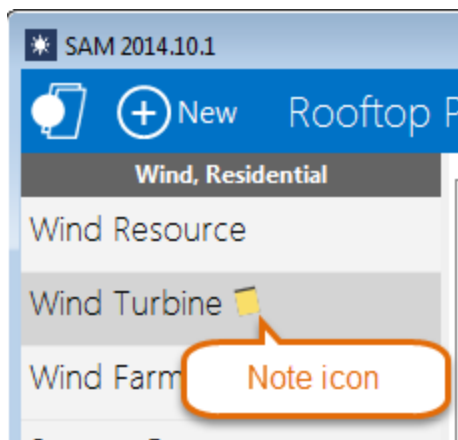 SAM 2014.10.1
New Rooftop
Wind, Residential
Wind Resource
Wind Turbine
Wind Farm
Note icon